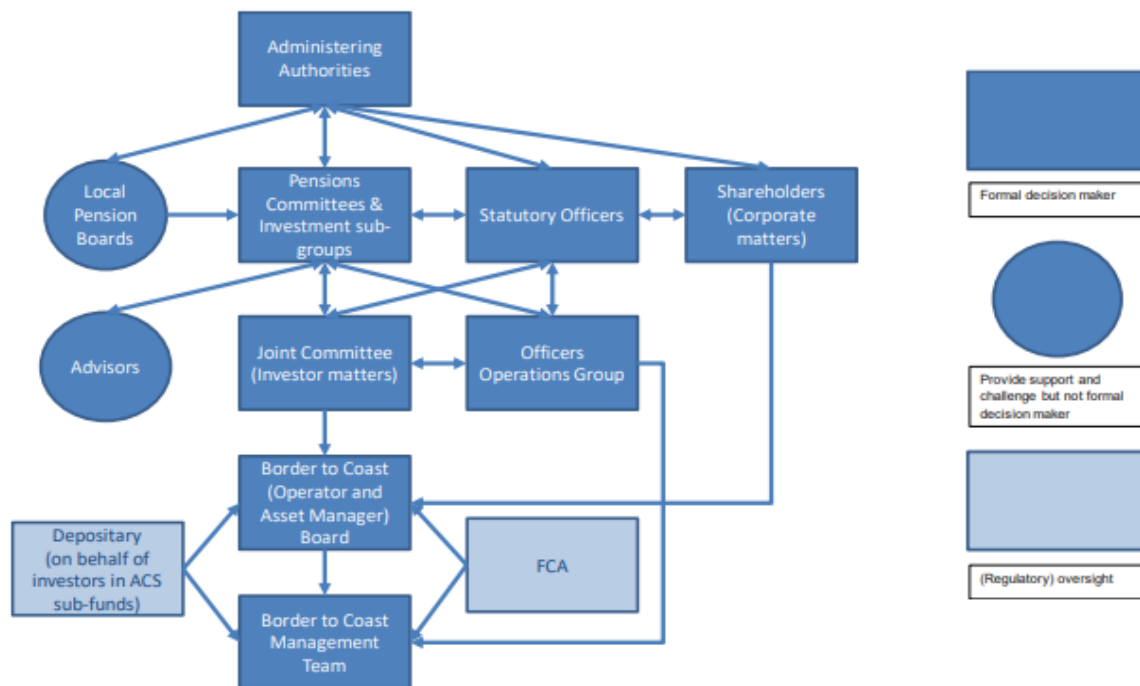 Administering
Authorities
Local
Pension
Boards
Pensions
Committees &
Investment sub-
groups
Statutory Officers
Shareholders
(Corporate
matters)
Formal decision maker
Advisors
Joint Committee
(Investor matters)
Officers
Operations Group
Provide support and
challenge but not formal
decision maker
Border to Coast
(Operator and
Asset Manager)
Board
Depositary
(on behalf of
investors in ACS
sub-funds)
FCA
(Regulatory) oversight
Border to Coast
Management
Team